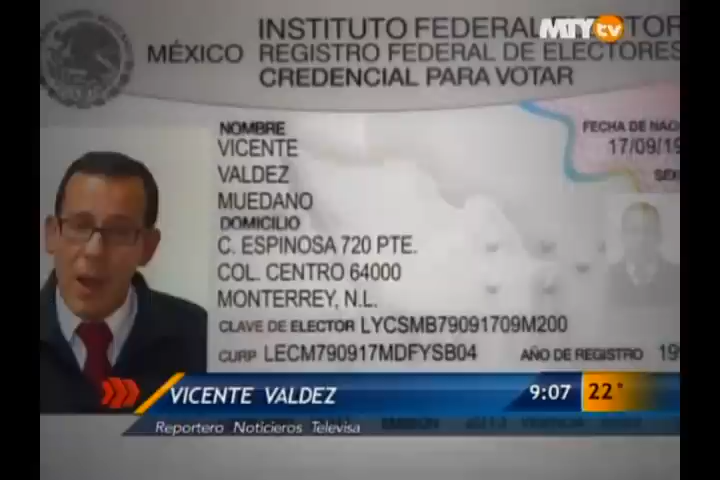 INSTITUTO FEDERAL
MTYtv
MÉXICO
REGISTRO FEDERAL DE ELECTORES
CREDENCIAL PARA VOTAR
NOMBRE
VICENTE
VALDEZ
MUEDANO
DOMICILIO
C. ESPINOSA 720 PTE.
COL. CENTRO 64000
MONTERREY, N.L.
FECHA DE NAC
17/09/19
SEX
CLAVE DE ELECTOR LYCSMB79091709M200
CURP LECM790917MDFYSB04
AÑO DE REGISTRO 19
VICENTE VALDEZ
9:07 22°
Reportero Noticieros Televisa